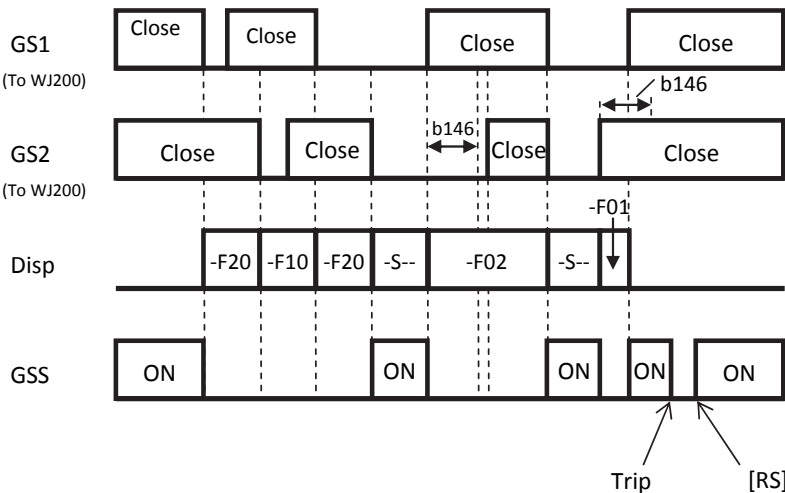 GS1
(To WJ200)
Close
Close
Close
Close
b146
GS2
(To WJ200)
Close
Close
b146
Close
Close
-F01
Disp
-F20
-F10
-F20
-S--
-F02
-S--
GSS
ON
ON
ON
ON
ON
Trip
[RS]